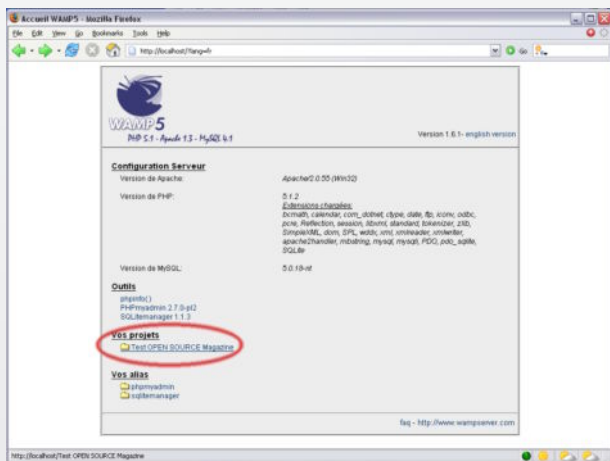 Accueil WAMP5 - Mozilla Firefox
File Edit View Go Bookmarks Tools Help
http://localhost/?lang=fr
Go
WAMP5
PHP 5.1 - Apache 1.3 - MySQL 4.1
Version 1.6.1- english version
Configuration Serveur
Version de Apache: Apache/2.0.55 (Win32)
Version de PHP: 5.1.2
Extensions chargées:
bcmath, calendar, com_dotnet, ctype, date, ftp, iconv, odbc,
pcre, Reflection, session, libxml, standard, tokenizer, zlib,
SimpleXML, dom, SPL, wddx, xml, xmlreader, xmlwriter,
apache2handler, mbstring, mysql, mysqli, PDO, pdo_sqlite,
SQLite
Version de MySQL: 5.0.18-nt
Outils
phpinfo()
PHPmyadmin 2.7.0-pl2
SQLitemanager 1.1.3
Vos projets
Test OPEN SOURCE Magazine
Vos alias
phpmyadmin
sqlitemanager
faq - http://www.wampserver.com
http://localhost/Test OPEN SOURCE Magazine